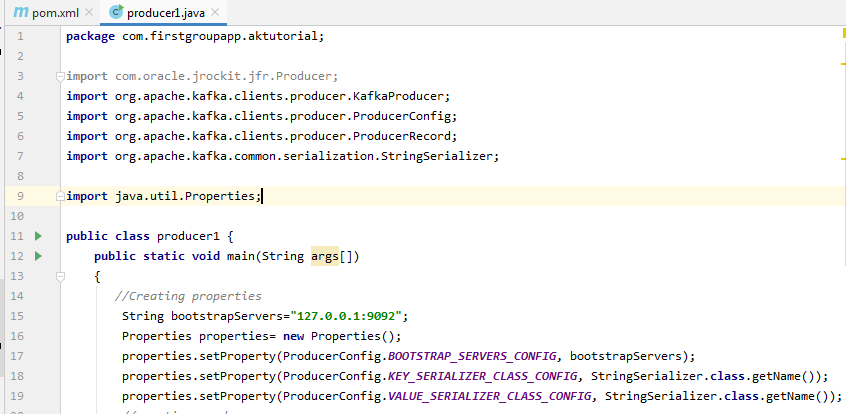 pom.xml producer1.java
1 package com.firstgroupapp.aktutorial;
2
3 import com.oracle.jrockit.jfr.Producer;
4 import org.apache.kafka.clients.producer.KafkaProducer;
5 import org.apache.kafka.clients.producer.ProducerConfig;
6 import org.apache.kafka.clients.producer.ProducerRecord;
7 import org.apache.kafka.common.serialization.StringSerializer;
8
9 import java.util.Properties;
10
11 public class producer1 {
12 public static void main(String args[])
13 {
14 //Creating properties
15 String bootstrapServers="127.0.0.1:9092";
16 Properties properties= new Properties();
17 properties.setProperty(ProducerConfig.BOOTSTRAP_SERVERS_CONFIG, bootstrapServers);
18 properties.setProperty(ProducerConfig.KEY_SERIALIZER_CLASS_CONFIG, StringSerializer.class.getName());
19 properties.setProperty(ProducerConfig.VALUE_SERIALIZER_CLASS_CONFIG, StringSerializer.class.getName());